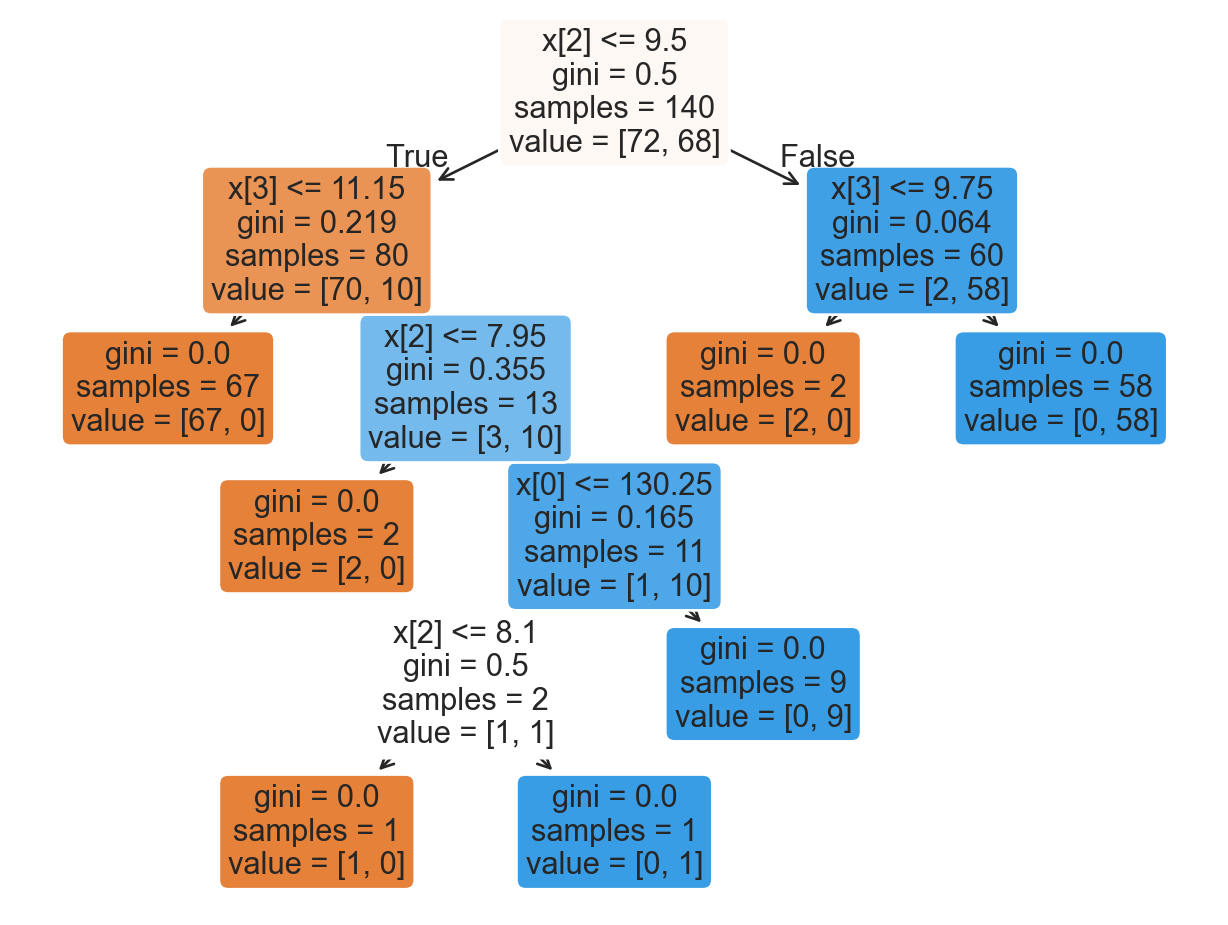 x[2] <= 9.5
gini = 0.5
samples = 140
value = [72, 68]
True
False
x[3] <= 11.15
gini = 0.219
samples = 80
value = [70, 10]
x[3] <= 9.75
gini = 0.064
samples = 60
value = [2, 58]
gini = 0.0
samples = 67
value = [67, 0]
x[2] <= 7.95
gini = 0.355
samples = 13
value = [3, 10]
gini = 0.0
samples = 2
value = [2, 0]
gini = 0.0
samples = 58
value = [0, 58]
gini = 0.0
samples = 2
value = [2, 0]
x[0] <= 130.25
gini = 0.165
samples = 11
value = [1, 10]
x[2] <= 8.1
gini = 0.5
samples = 2
value = [1, 1]
gini = 0.0
samples = 9
value = [0, 9]
gini = 0.0
samples = 1
value = [1, 0]
gini = 0.0
samples = 1
value = [0, 1]